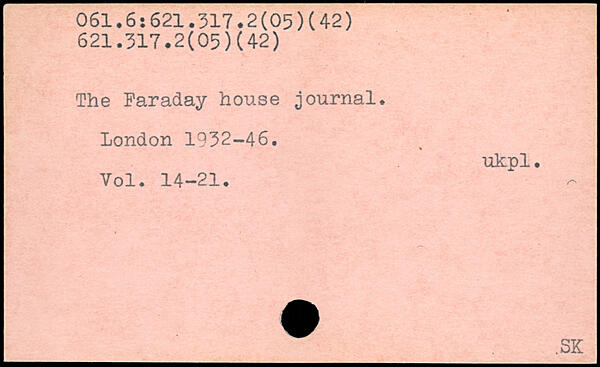 061.6:621.317.2(05)(42)
621.317.2(05)(42)
The Faraday house journal.
London 1932-46.
ukpl.
Vol. 14-21.
SK